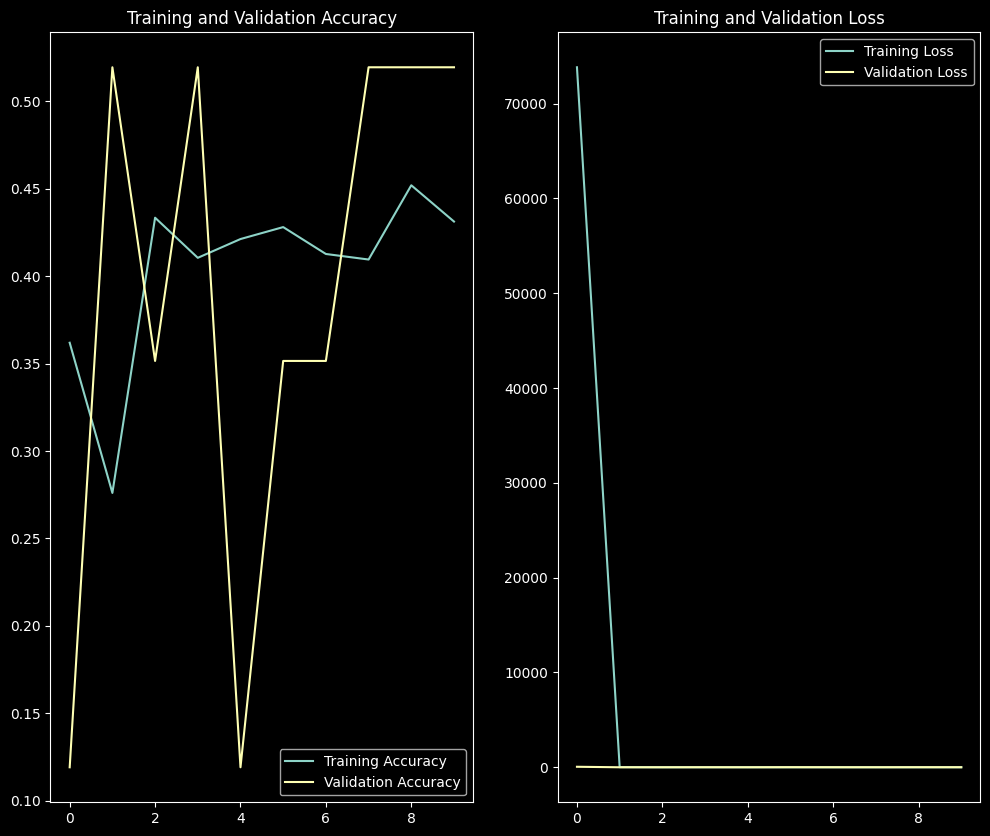 Training and Validation Accuracy
0.50
0.45
0.40
0.35
0.30
0.25
0.20
0.15
0.10
0 2 4 6 8
Training Accuracy
Validation Accuracy
Training and Validation Loss
70000
60000
50000
40000
30000
20000
10000
0
0 2 4 6 8
Training Loss
Validation Loss